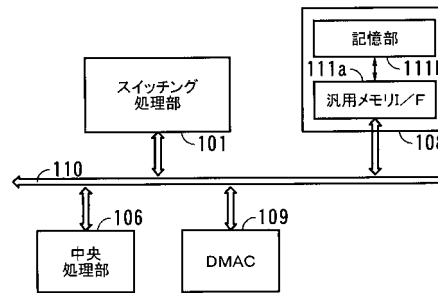 記憶部
111a
111
スイッチング
処理部
汎用メモリI/F
101
108
110
106
109
中央
処理部
DMAC